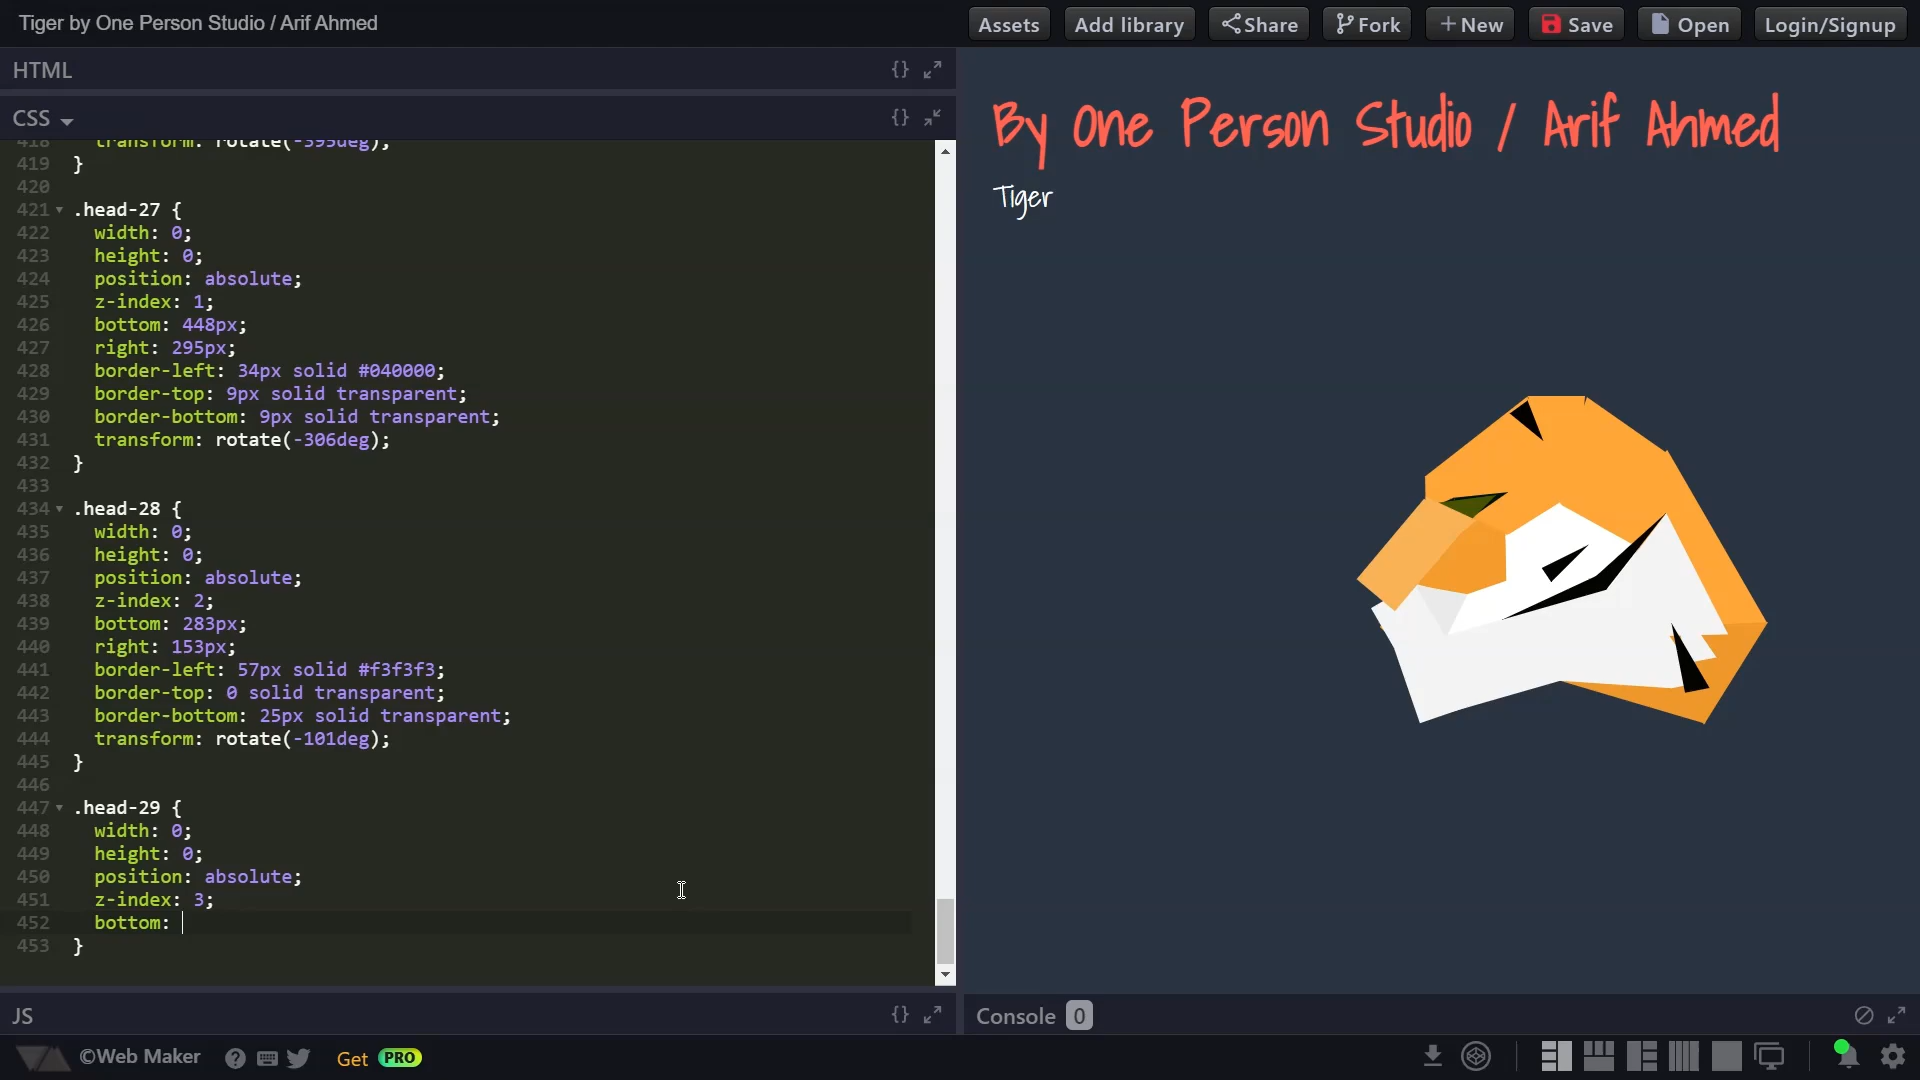 Tiger by One Person Studio / Arif Ahmed
Assets
Add library
Share
Fork
+ New
Save
Open
Login/Signup
HTML
{}
CSS
{}
418 transform: rotate(-395deg);
419 }
420
421 .head-27 {
422 width: 0;
423 height: 0;
424 position: absolute;
425 z-index: 1;
426 bottom: 448px;
427 right: 295px;
428 border-left: 34px solid #040000;
429 border-top: 9px solid transparent;
430 border-bottom: 9px solid transparent;
431 transform: rotate(-306deg);
432 }
433
434 .head-28 {
435 width: 0;
436 height: 0;
437 position: absolute;
438 z-index: 2;
439 bottom: 283px;
440 right: 153px;
441 border-left: 57px solid #f3f3f3;
442 border-top: 0 solid transparent;
443 border-bottom: 25px solid transparent;
444 transform: rotate(-101deg);
445 }
446
447 .head-29 {
448 width: 0;
449 height: 0;
450 position: absolute;
451 z-index: 3;
452 bottom:
453 }
By One Person Studio / Arif Ahmed
Tiger
JS
{}
Console 0
©Web Maker
?
Get PRO